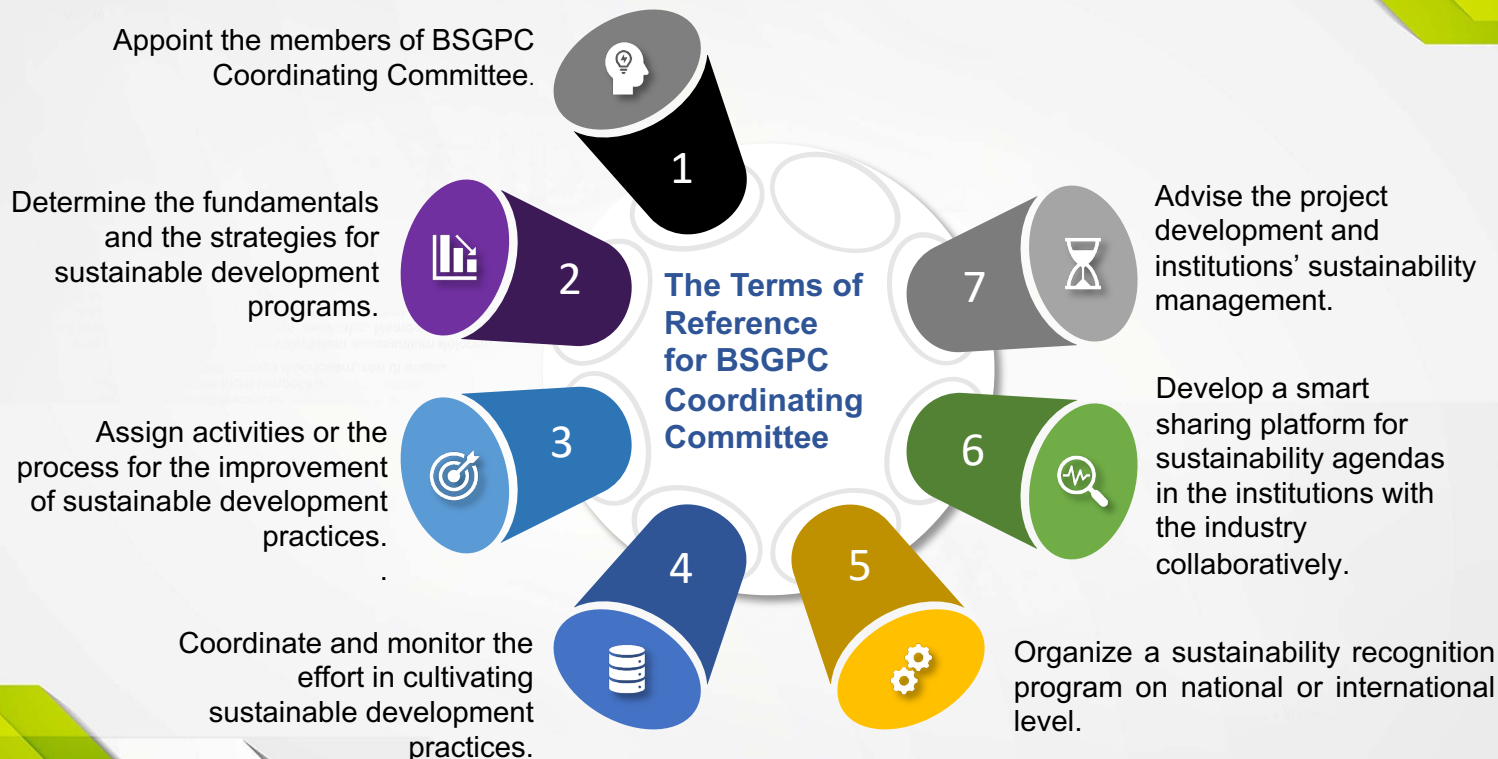 Appoint the members of BSGPC
Coordinating Committee.
1
Determine the fundamentals
and the strategies for
sustainable development
programs.
2
Assign activities or the
process for the improvement
of sustainable development
practices.
.
3
Coordinate and monitor the
effort in cultivating
sustainable development
practices.
4
The Terms of
Reference
for BSGPC
Coordinating
Committee
5
Organize a sustainability recognition
program on national or international
level.
6
Develop a smart
sharing platform for
sustainability agendas
in the institutions with
the industry
collaboratively.
7
Advise the project
development and
institutions’ sustainability
management.